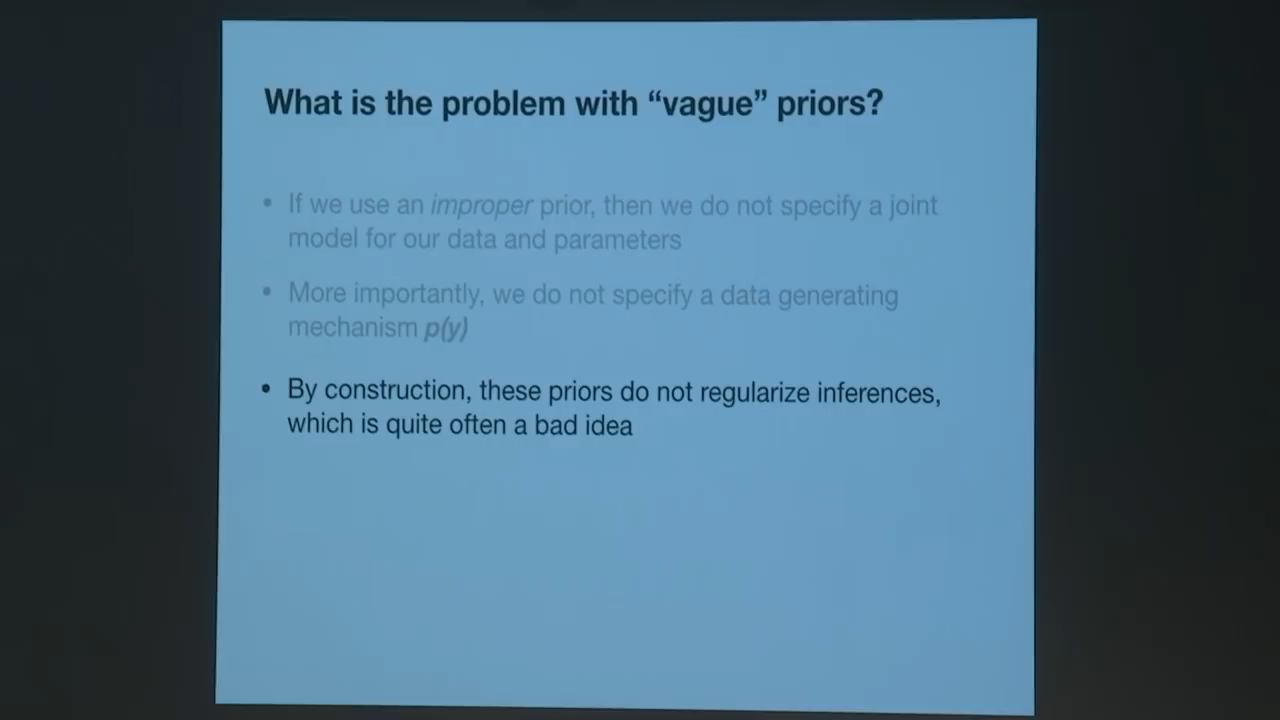 What is the problem with “vague” priors?
• If we use an improper prior, then we do not specify a joint
model for our data and parameters
• More importantly, we do not specify a data generating
mechanism p(y)
• By construction, these priors do not regularize inferences,
which is quite often a bad idea